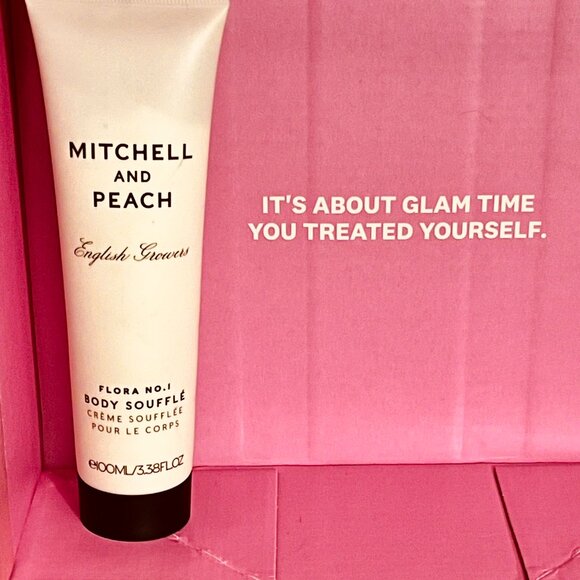 MITCHELL
AND
PEACH
English Growers
FLORA NO.1
BODY SOUFFLÉ
CRÈME SOUFFLÉE
POUR LE CORPS
e100ML/3.38FL.OZ
IT'S ABOUT GLAM TIME
YOU TREATED YOURSELF.